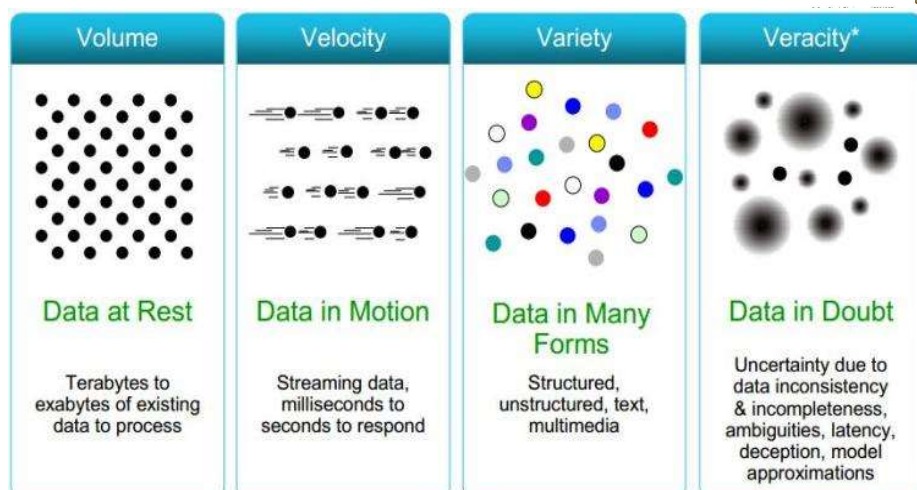 Volume
Data at Rest
Terabytes to
exabytes of existing
data to process
Velocity
Data in Motion
Streaming data,
milliseconds to
seconds to respond
Variety
Data in Many
Forms
Structured,
unstructured, text,
multimedia
Veracity*
Data in Doubt
Uncertainty due to
data inconsistency
& incompleteness,
ambiguities, latency,
deception, model
approximations